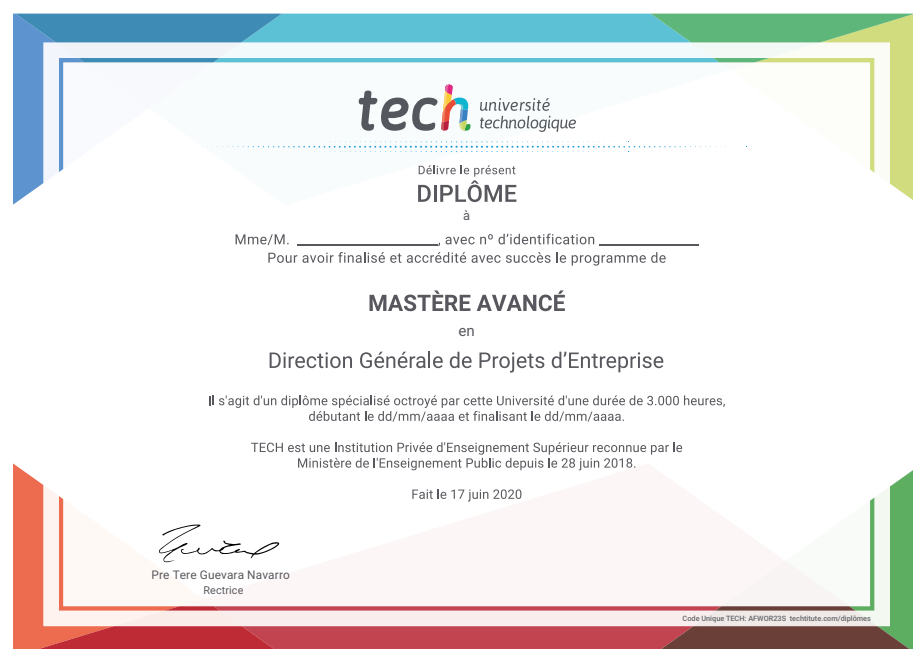 tech université
technologique
Délivre le présent
DIPLÔME
à
Mme/M. _________________, avec nº d'identification ____________
Pour avoir finalisé et accrédité avec succès le programme de
MASTÈRE AVANCÉ
en
Direction Générale de Projets d'Entreprise
Il s'agit d'un diplôme spécialisé octroyé par cette Université d'une durée de 3.000 heures,
débutant le dd/mm/aaaa et finalisant le dd/mm/aaaa.
TECH est une Institution Privée d'Enseignement Supérieur reconnue par le
Ministère de l'Enseignement Public depuis le 28 juin 2018.
Fait le 17 juin 2020
Pre Tere Guevara Navarro
Rectrice
Code Unique TECH: AFWOR23S techtitute.com/diplômes